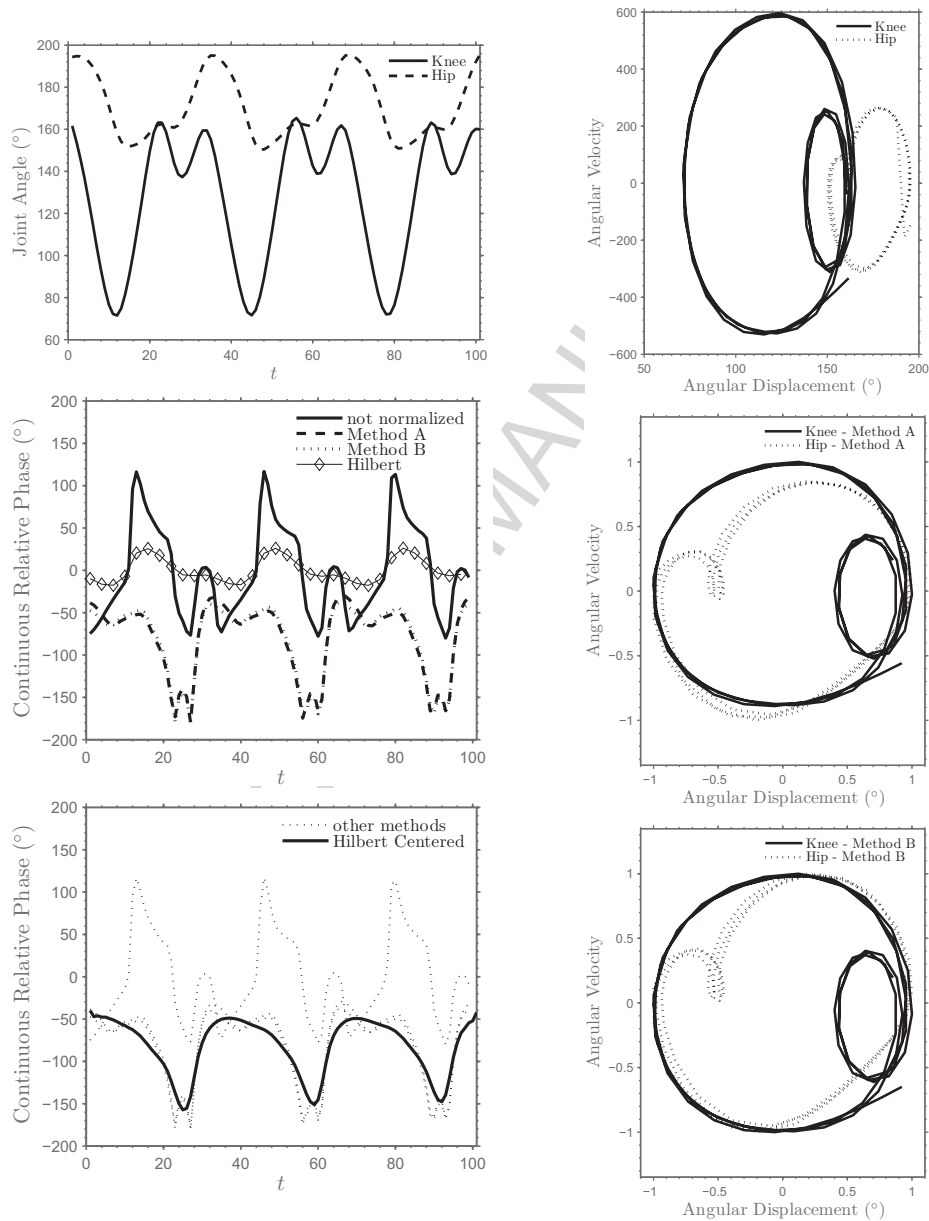 200
180
160
140
120
100
80
60
0
20
40
60
80
100
Joint Angle (°)
t
Knee
Hip
600
400
200
0
−200
−400
−600
50
100
150
200
Angular Velocity
Angular Displacement (°)
Knee
Hip
200
150
100
50
0
−50
−100
−150
−200
0
20
40
60
80
100
Continuous Relative Phase (°)
t
not normalized
Method A
Method B
Hilbert
1
0.5
0
−0.5
−1
−1
−0.5
0
0.5
1
Angular Velocity
Angular Displacement (°)
Knee - Method A
Hip - Method A
200
150
100
50
0
−50
−100
−150
−200
0
20
40
60
80
100
Continuous Relative Phase (°)
t
other methods
Hilbert Centered
1
0.5
0
−0.5
−1
−1
−0.5
0
0.5
1
Angular Velocity
Angular Displacement (°)
Knee - Method B
Hip - Method B